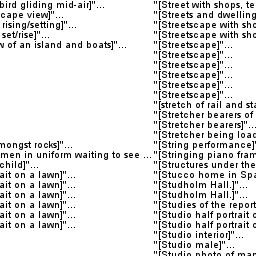 bird gliding mid-air]"...
cape view]"...
rising/setting]"...
set/rise]"...
w of an island and boats]"...
mongst rocks]"...
men in uniform waiting to see ...
child]"...
ait on a lawn]"...
ait on a lawn]"...
ait on a lawn]"...
ait on a lawn]"...
ait on a lawn]"...
ait on a lawn]"...
"[Street with shops, te
"[Streets and dwelling
"[Streetscape with sho
"[Streetscape with sho
"[Streetscape]"...
"[Streetscape]"...
"[Streetscape]"...
"[Streetscape]"...
"[Streetscape]"...
"[Streetscape]"...
"[stretch of rail and sta
"[Stretcher bearers of
"[Stretcher bearers]"...
"[Stretcher being load
"[String performance]"
"[Stringing piano fram
"[Structures under the
"[Stucco home in Spa
"[Studholm Hall.]"...
"[Studholm Hall.]"...
"[Studies of the report
"[Studio half portrait o
"[Studio half portrait o
"[Studio interior]"...
"[Studio male]"...
"[Studio photo of man